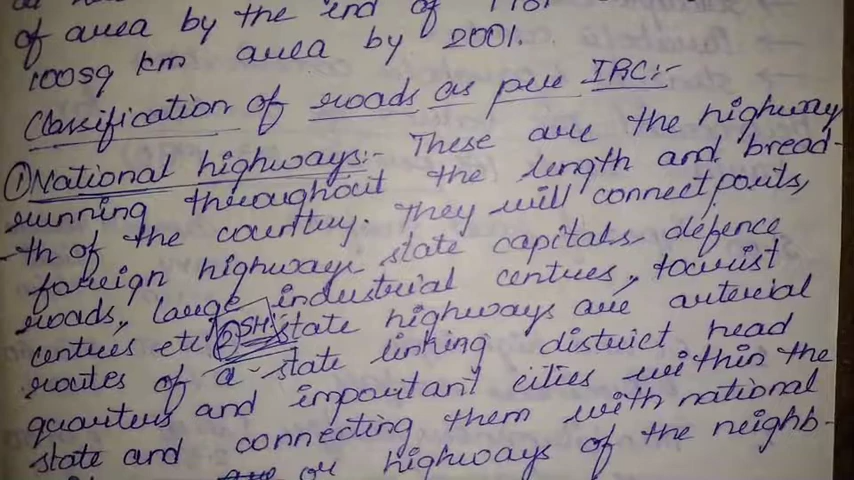 of area by the end of
100sq km area by 2001.
Classification of roads as per IRC:-
①National highways:- These are the highway
running throughout the length and bread-
-th of the country. They will connect ports,
foreign highways state capitals defence
roads, large industrial centres, tourist
centres etc. ② SH: state highways are arterial
routes of a state linking district head
quarters and important cities within the
state and connecting them with national
or highways of the neighb-